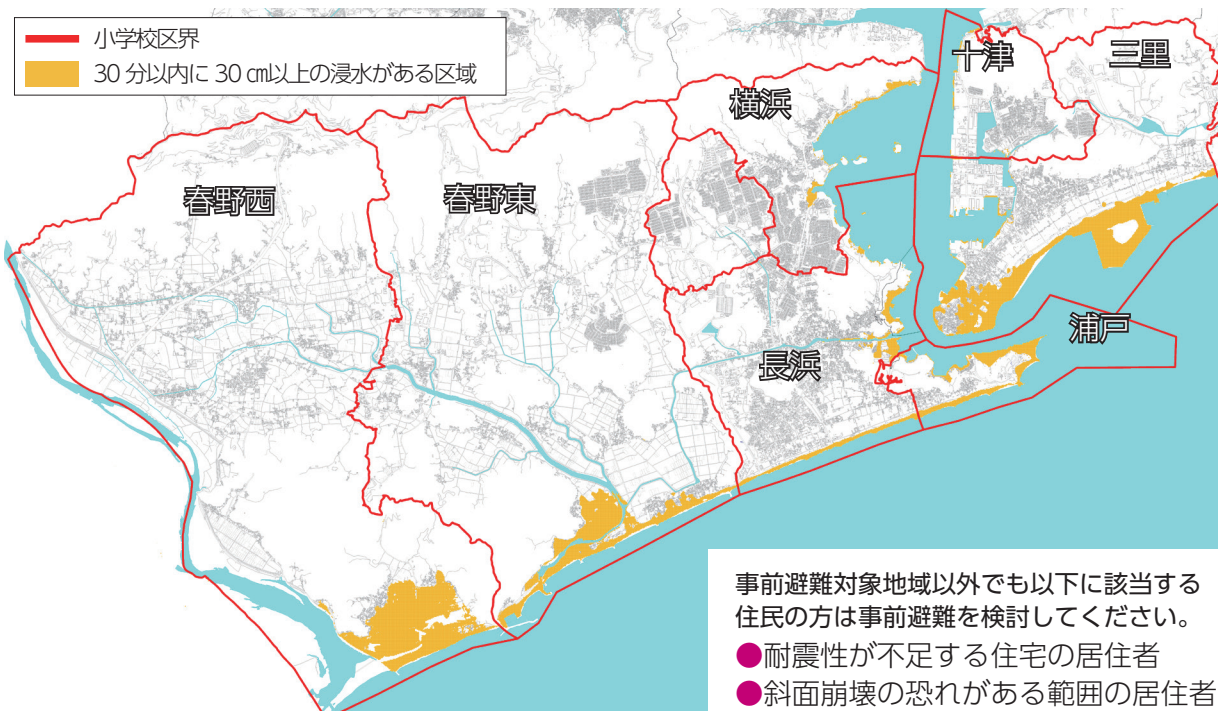 小学校区界
30分以内に30㎝以上の浸水がある区域
十津
三里
横浜
春野西
春野東
浦戸
長浜
事前避難対象地域以外でも以下に該当する
住民の方は事前避難を検討してください。
●耐震性が不足する住宅の居住者
●斜面崩壊の恐れがある範囲の居住者